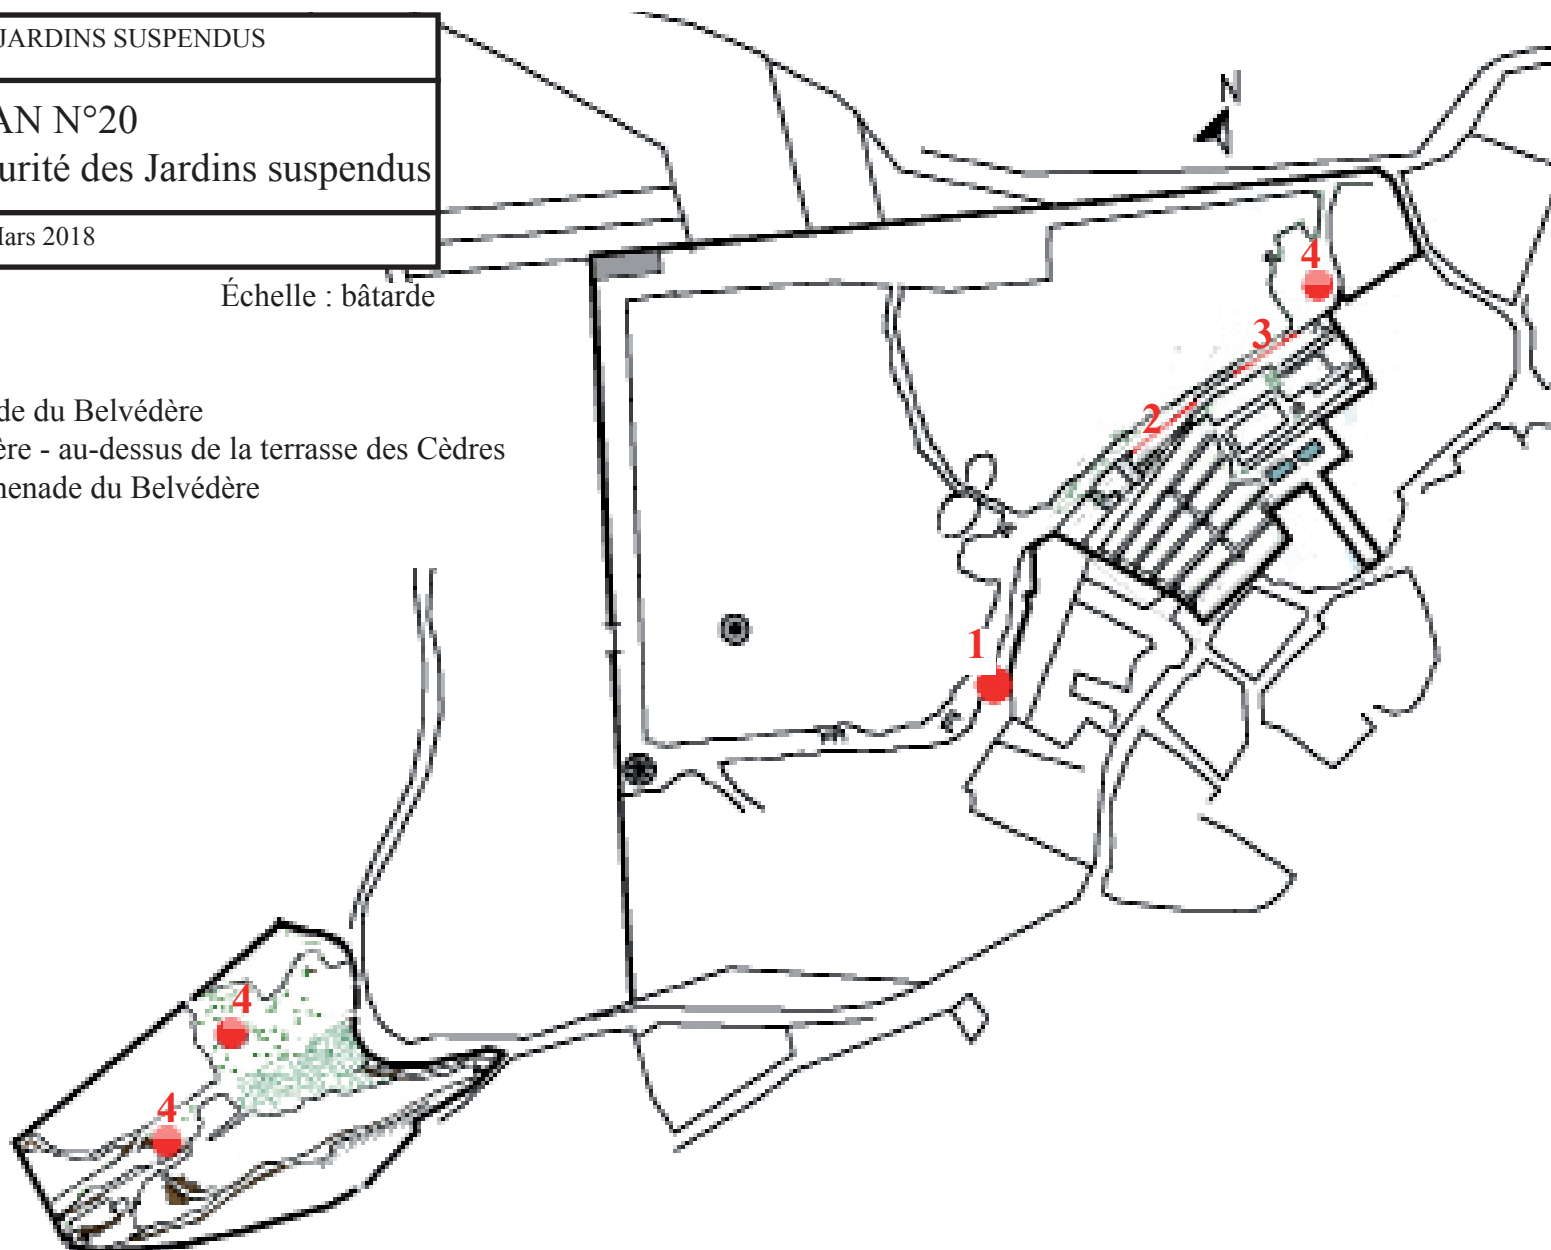 JARDINS SUSPENDUS
AN N°20
urité des Jardins suspendus
Mars 2018
Échelle : bâtarde
de du Belvédère
ère - au-dessus de la terrasse des Cèdres
nenade du Belvédère
N
4
3
2
1
4
4